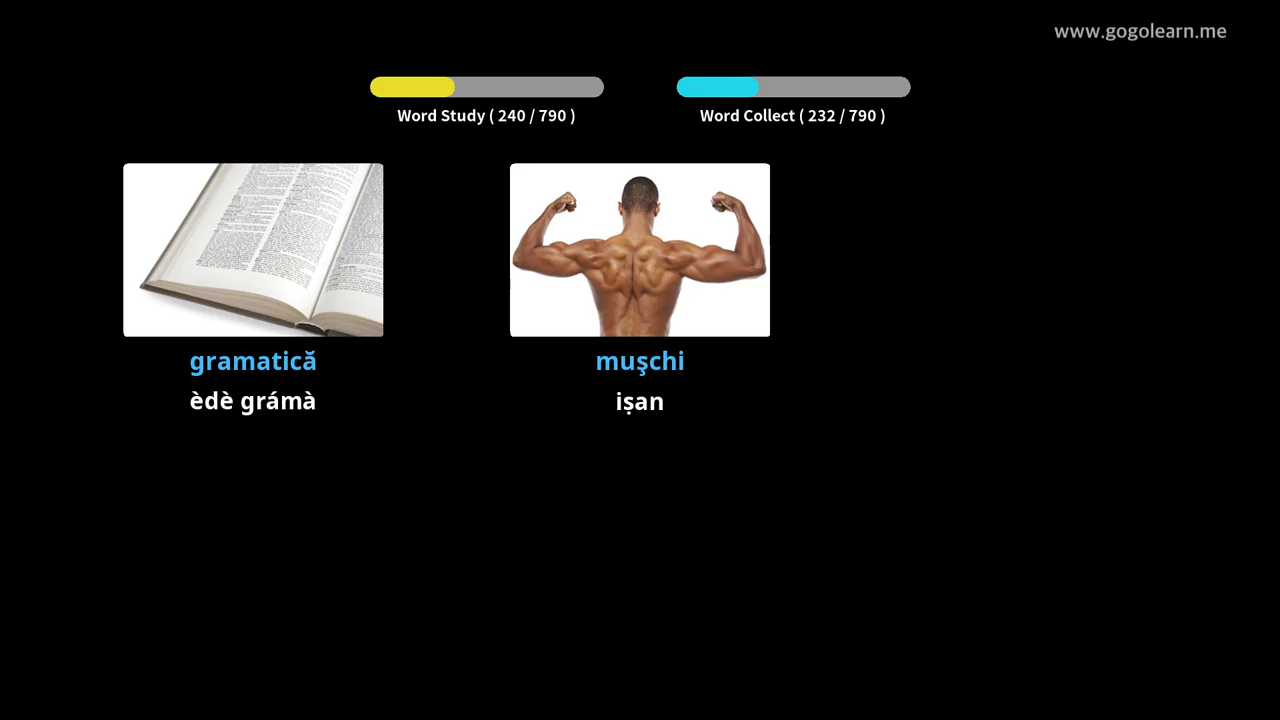 www.gogolearn.me
Word Study ( 240 / 790 )
Word Collect ( 232 / 790 )
gramatică
muşchi
èdè grámà
iṣan